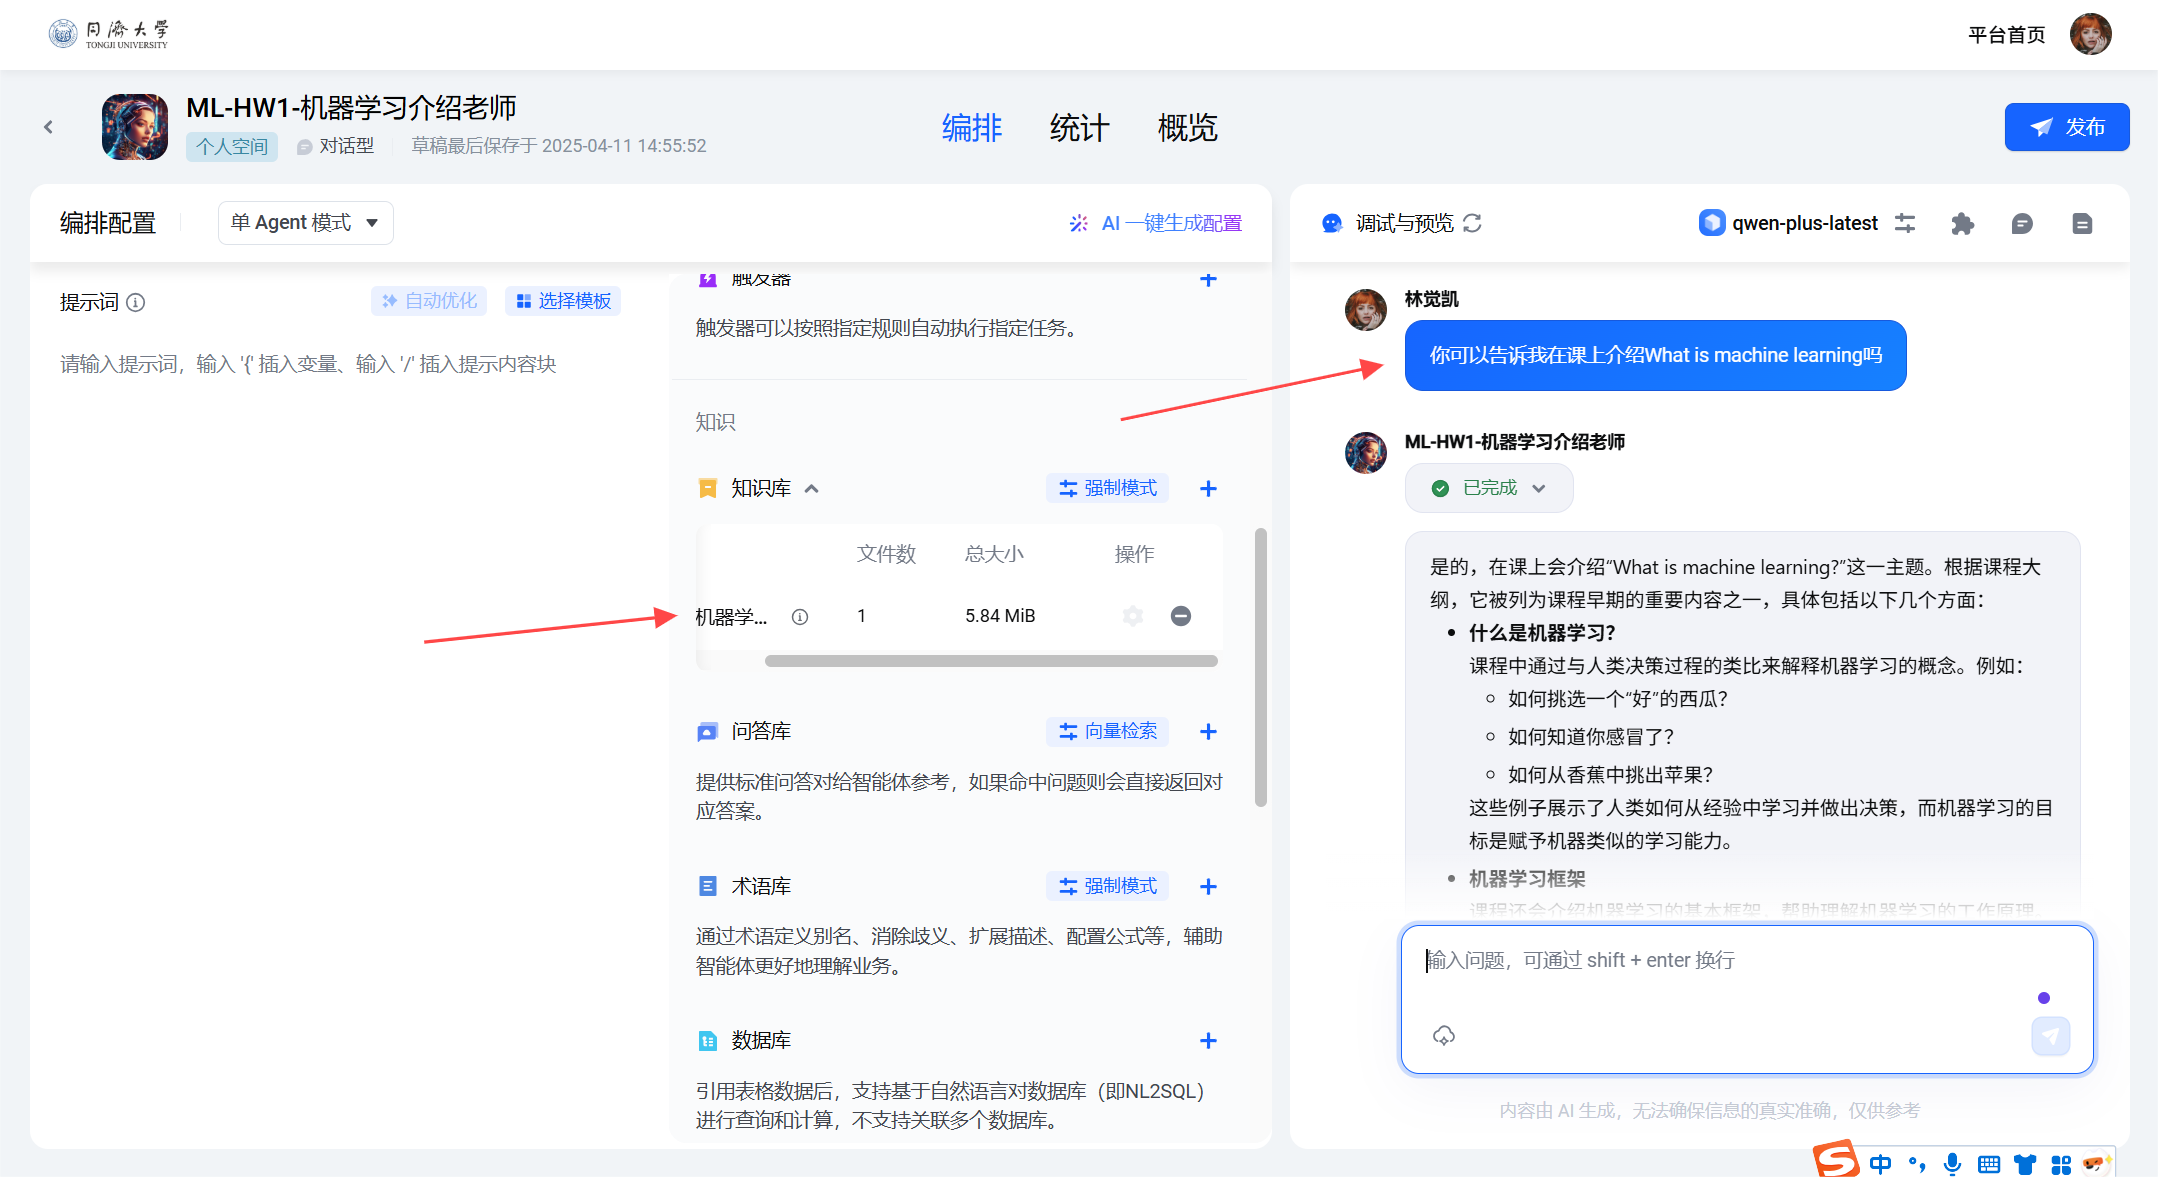 同濟大學
TONGJI UNIVERSITY
平台首页
ML-HW1-机器学习介绍老师
个人空间
对话型
草稿最后保存于 2025-04-11 14:55:52
编排
统计
概览
发布
编排配置
单 Agent 模式
AI 一键生成配置
提示词
自动优化
选择模板
请输入提示词，输入 '{' 插入变量、输入 '/' 插入提示内容块
触发器
触发器可以按照指定规则自动执行指定任务。
知识
知识库
强制模式
文件数
总大小
操作
机器学...
1
5.84 MiB
问答库
向量检索
提供标准问答对给智能体参考，如果命中问题则会直接返回对
应答案。
术语库
强制模式
通过术语定义别名、消除歧义、扩展描述、配置公式等，辅助
智能体更好地理解业务。
数据库
引用表格数据后，支持基于自然语言对数据库（即NL2SQL）
进行查询和计算，不支持关联多个数据库。
调试与预览
qwen-plus-latest
林觉凯
你可以告诉我在课上介绍What is machine learning吗
ML-HW1-机器学习介绍老师
已完成
是的，在课上会介绍“What is machine learning?”这一主题。根据课程大
纲，它被列为课程早期的重要内容之一，具体包括以下几个方面：
• 什么是机器学习？
课程中通过与人类决策过程的类比来解释机器学习的概念。例如：
◦ 如何挑选一个“好”的西瓜？
◦ 如何知道你感冒了？
◦ 如何从香蕉中挑出苹果？
这些例子展示了人类如何从经验中学习并做出决策，而机器学习的目
标是赋予机器类似的学习能力。
• 机器学习框架
课程还会介绍机器学习的基本框架，帮助理解机器学习的工作原理。
输入问题，可通过 shift + enter 换行
内容由 AI 生成，无法确保信息的真实准确，仅供参考
中